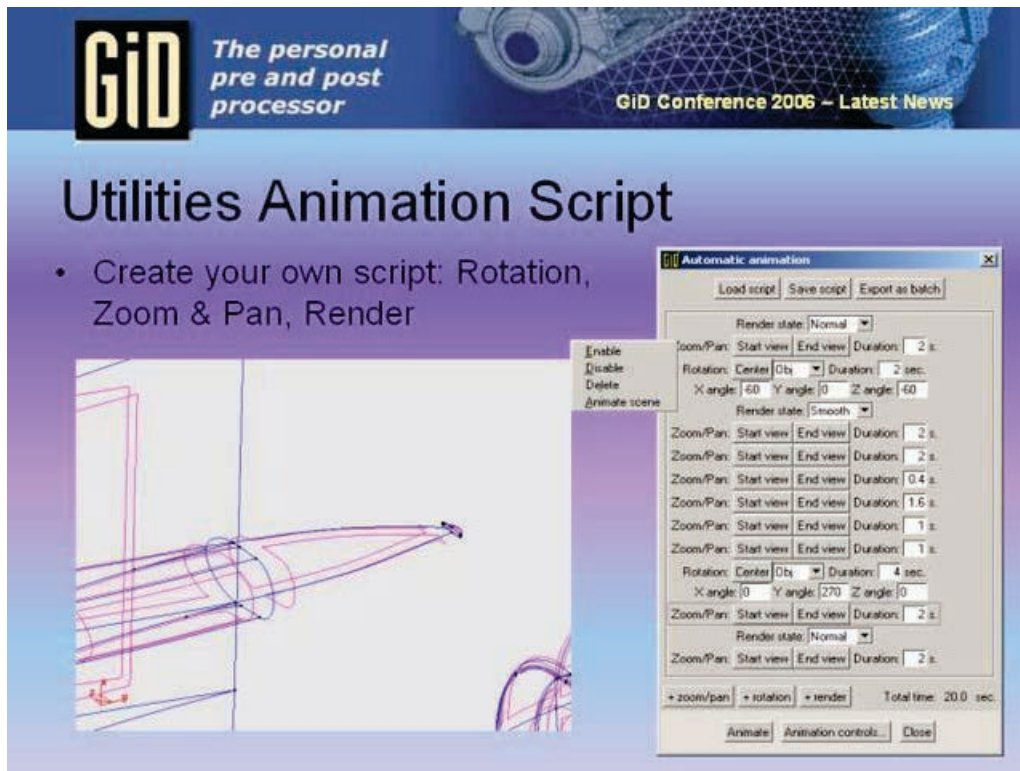 GiD
The personal
pre and post
processor
GiD Conference 2006 – Latest News
Utilities Animation Script
• Create your own script: Rotation,
Zoom & Pan, Render
Enable
Disable
Delete
Animate scene
GiD Automatic animation
Load script Save script Export as batch
Render state: Normal
Zoom/Pan: Start view End view Duration: 2 s.
Rotation: Center Obj Duration: 2 sec.
X angle: -60 Y angle: 0 Z angle: -60
Render state: Smooth
Zoom/Pan: Start view End view Duration: 2 s.
Zoom/Pan: Start view End view Duration: 2 s.
Zoom/Pan: Start view End view Duration: 0.4 s.
Zoom/Pan: Start view End view Duration: 1.6 s.
Zoom/Pan: Start view End view Duration: 1 s.
Zoom/Pan: Start view End view Duration: 1 s.
Rotation: Center Obj Duration: 4 sec.
X angle: 0 Y angle: 270 Z angle: 0
Zoom/Pan: Start view End view Duration: 2 s.
Render state: Normal
Zoom/Pan: Start view End view Duration: 2 s.
+ zoom/pan + rotation + render Total time: 20.0 sec.
Animate Animation controls... Close